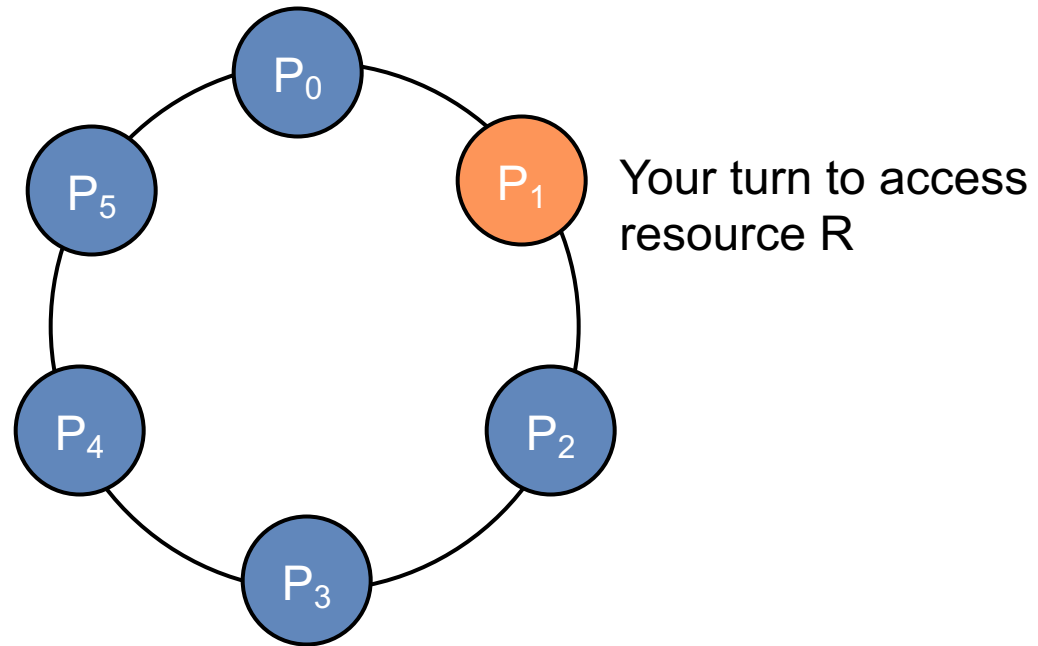 P₀
P₁
Your turn to access
resource R
P₅
P₄
P₂
P₃